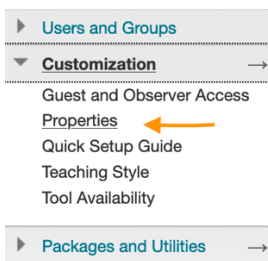 Users and Groups
Customization
Guest and Observer Access
Properties
Quick Setup Guide
Teaching Style
Tool Availability
Packages and Utilities